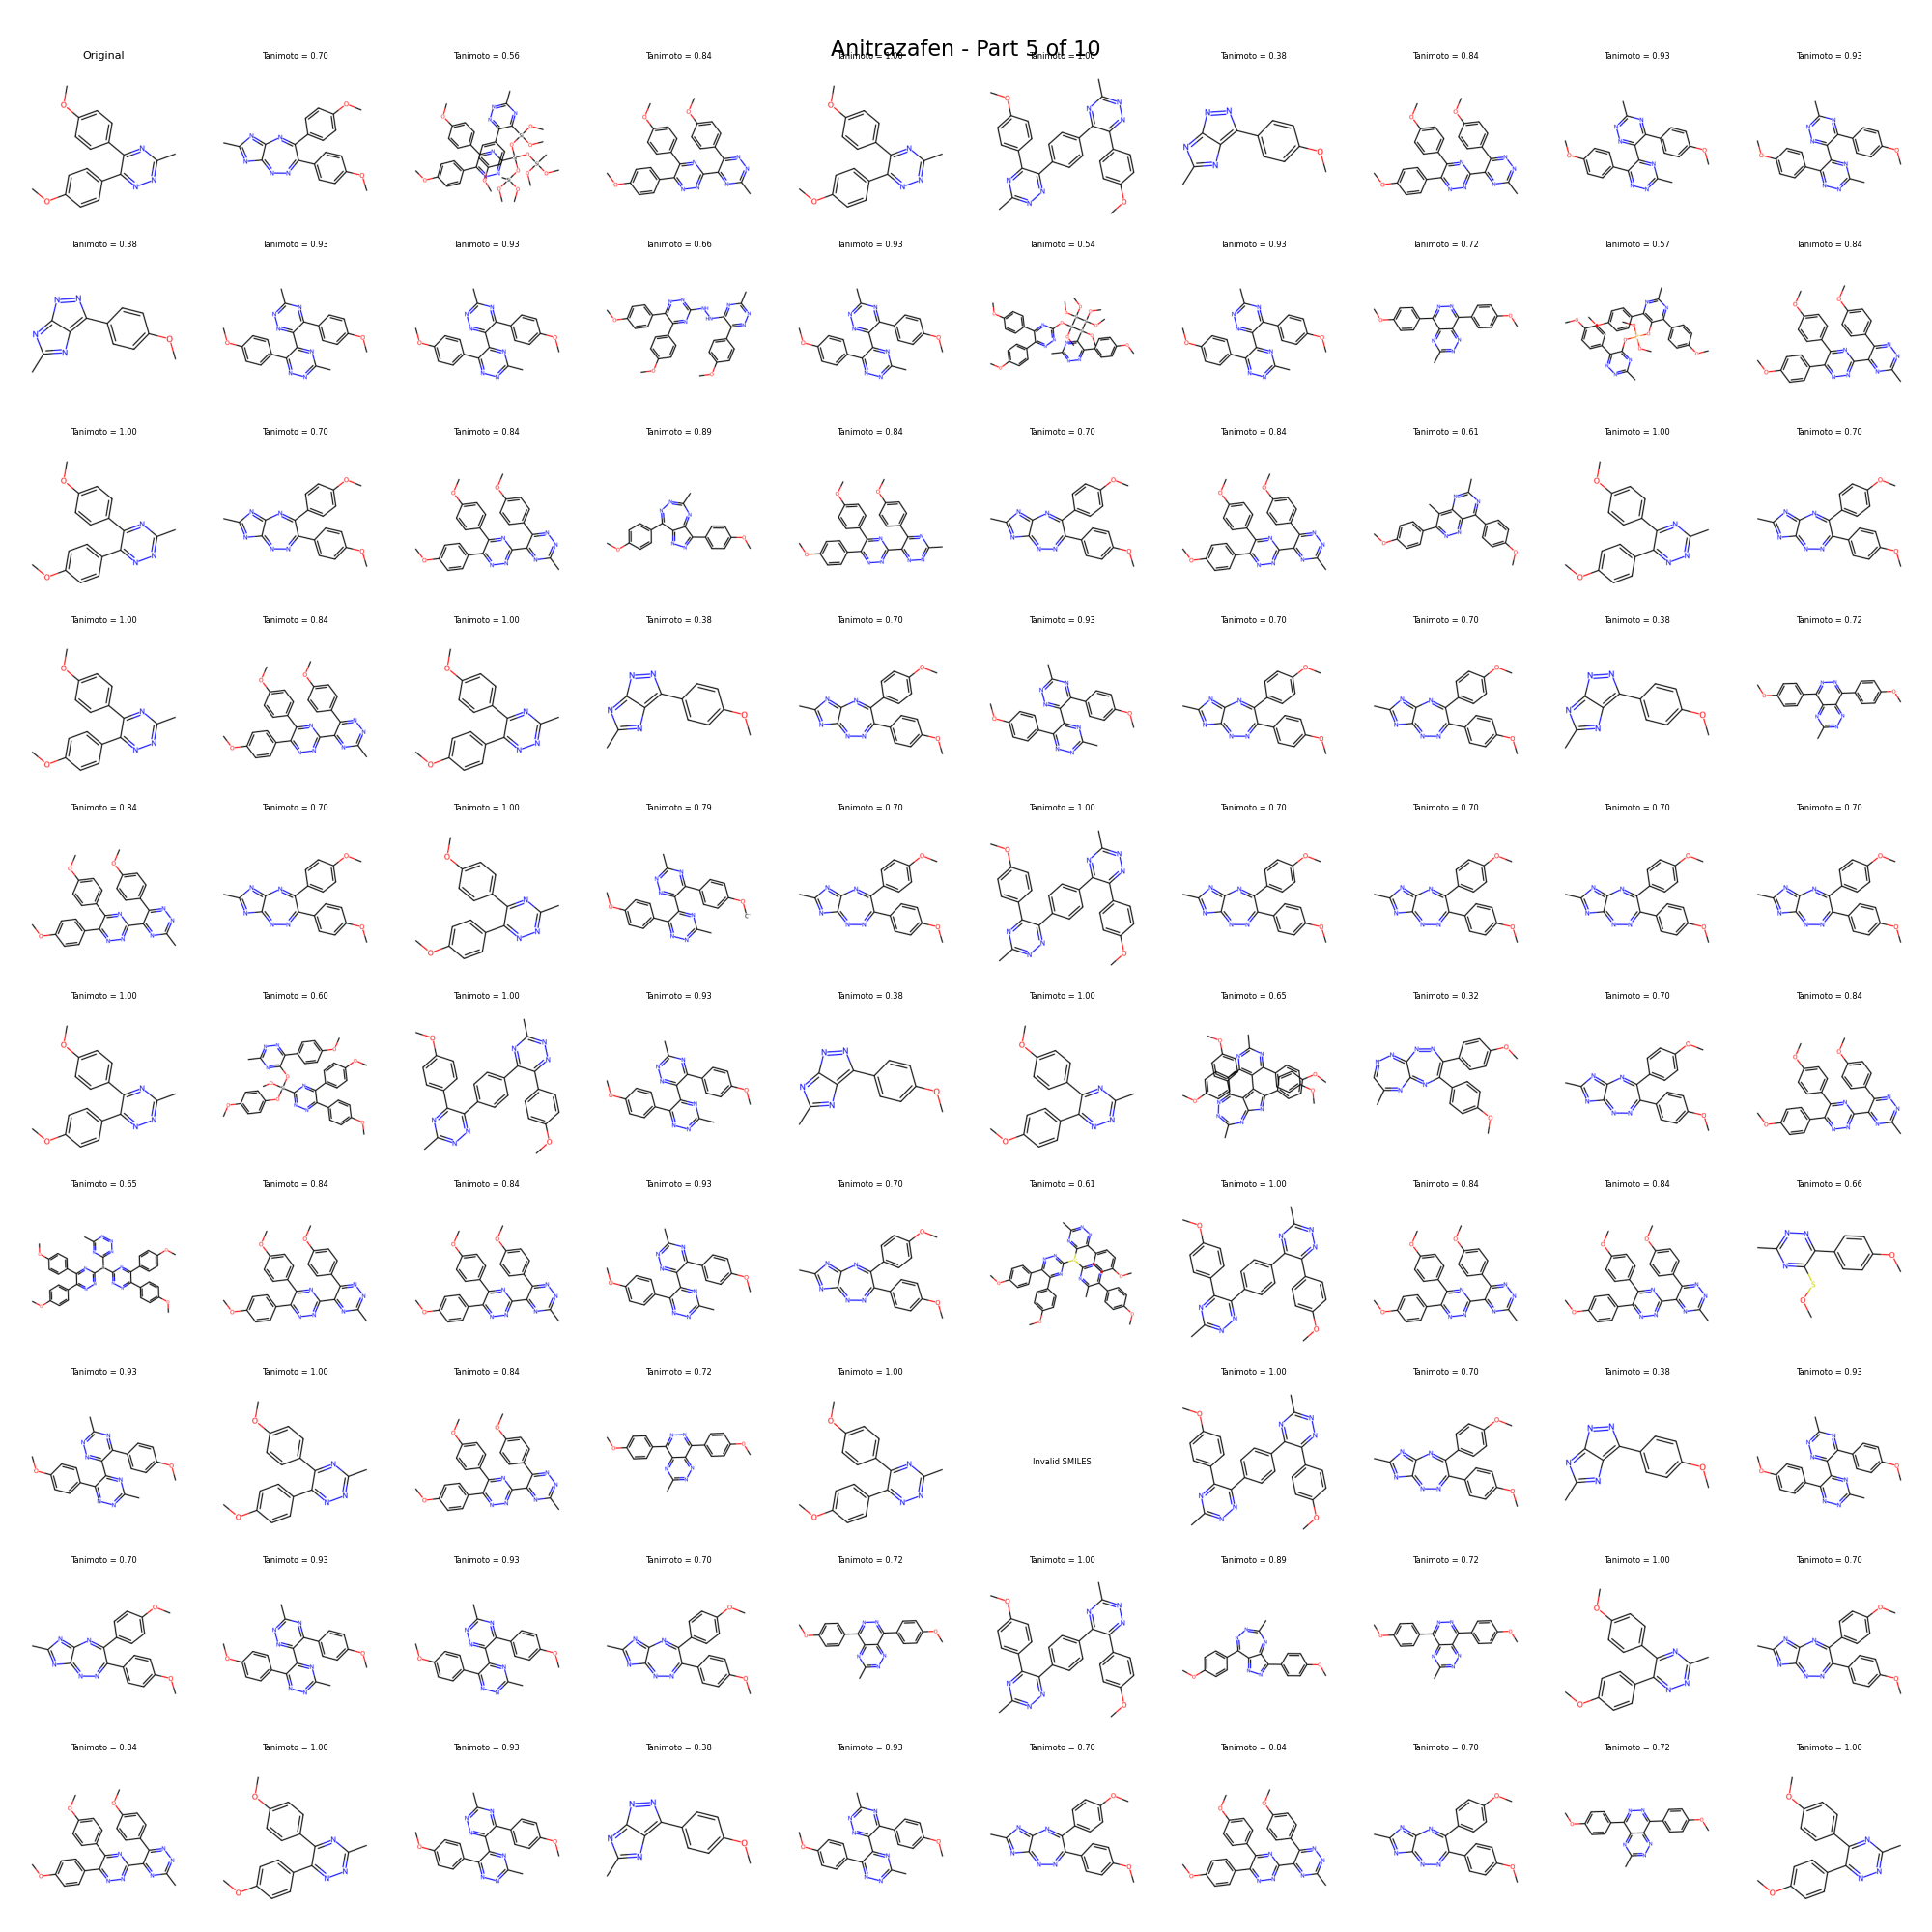 Anitrazafen - Part 5 of 10
Original Tanimoto = 0.70 Tanimoto = 0.56 Tanimoto = 0.84 Tanimoto = 1.00 Tanimoto = 1.00 Tanimoto = 0.38 Tanimoto = 0.84 Tanimoto = 0.93 Tanimoto = 0.93
Tanimoto = 0.38 Tanimoto = 0.93 Tanimoto = 0.93 Tanimoto = 0.66 Tanimoto = 0.93 Tanimoto = 0.54 Tanimoto = 0.93 Tanimoto = 0.72 Tanimoto = 0.57 Tanimoto = 0.84
Tanimoto = 1.00 Tanimoto = 0.70 Tanimoto = 0.84 Tanimoto = 0.89 Tanimoto = 0.84 Tanimoto = 0.70 Tanimoto = 0.84 Tanimoto = 0.61 Tanimoto = 1.00 Tanimoto = 0.70
Tanimoto = 1.00 Tanimoto = 0.84 Tanimoto = 1.00 Tanimoto = 0.38 Tanimoto = 0.70 Tanimoto = 0.93 Tanimoto = 0.70 Tanimoto = 0.70 Tanimoto = 0.38 Tanimoto = 0.72
Tanimoto = 0.84 Tanimoto = 0.70 Tanimoto = 1.00 Tanimoto = 0.79 Tanimoto = 0.70 Tanimoto = 1.00 Tanimoto = 0.70 Tanimoto = 0.70 Tanimoto = 0.70 Tanimoto = 0.70
Tanimoto = 1.00 Tanimoto = 0.60 Tanimoto = 1.00 Tanimoto = 0.93 Tanimoto = 0.38 Tanimoto = 1.00 Tanimoto = 0.65 Tanimoto = 0.32 Tanimoto = 0.70 Tanimoto = 0.84
Tanimoto = 0.65 Tanimoto = 0.84 Tanimoto = 0.84 Tanimoto = 0.93 Tanimoto = 0.70 Tanimoto = 0.61 Tanimoto = 1.00 Tanimoto = 0.84 Tanimoto = 0.84 Tanimoto = 0.66
Tanimoto = 0.93 Tanimoto = 1.00 Tanimoto = 0.84 Tanimoto = 0.72 Tanimoto = 1.00 Tanimoto = 1.00 Tanimoto = 0.70 Tanimoto = 0.38 Tanimoto = 0.93
Invalid SMILES
Tanimoto = 0.70 Tanimoto = 0.93 Tanimoto = 0.93 Tanimoto = 0.70 Tanimoto = 0.72 Tanimoto = 1.00 Tanimoto = 0.89 Tanimoto = 0.72 Tanimoto = 1.00 Tanimoto = 0.70
Tanimoto = 0.84 Tanimoto = 1.00 Tanimoto = 0.93 Tanimoto = 0.38 Tanimoto = 0.93 Tanimoto = 0.70 Tanimoto = 0.84 Tanimoto = 0.70 Tanimoto = 0.72 Tanimoto = 1.00